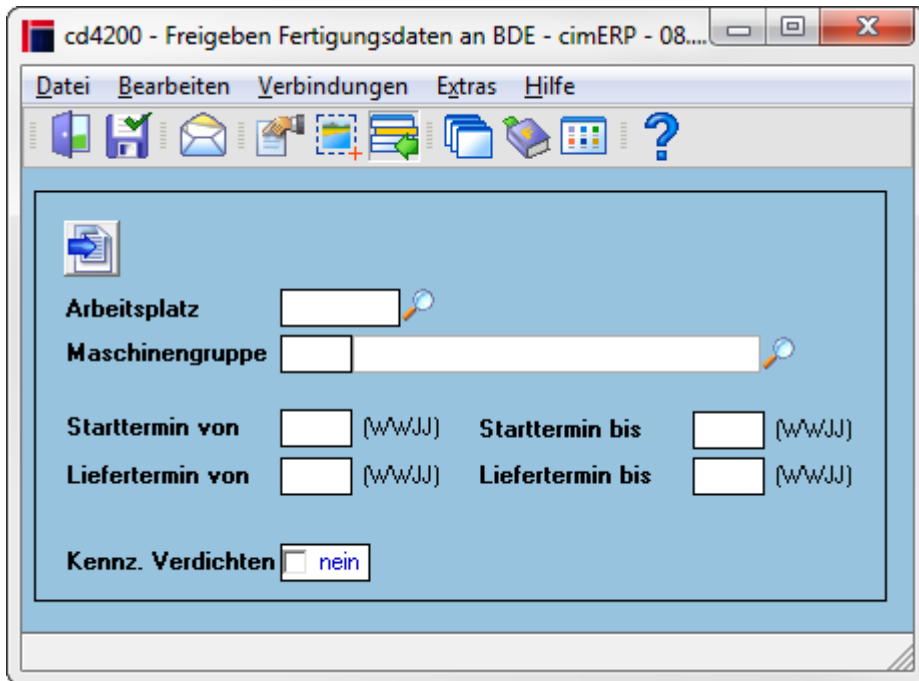 cd4200 - Freigeben Fertigungsdaten an BDE - cimERP - 08....
Datei Bearbeiten Verbindungen Extras Hilfe
Arbeitsplatz
Maschinengruppe
Starttermin von (WWJJ) Starttermin bis (WWJJ)
Liefertermin von (WWJJ) Liefertermin bis (WWJJ)
Kennz. Verdichten nein